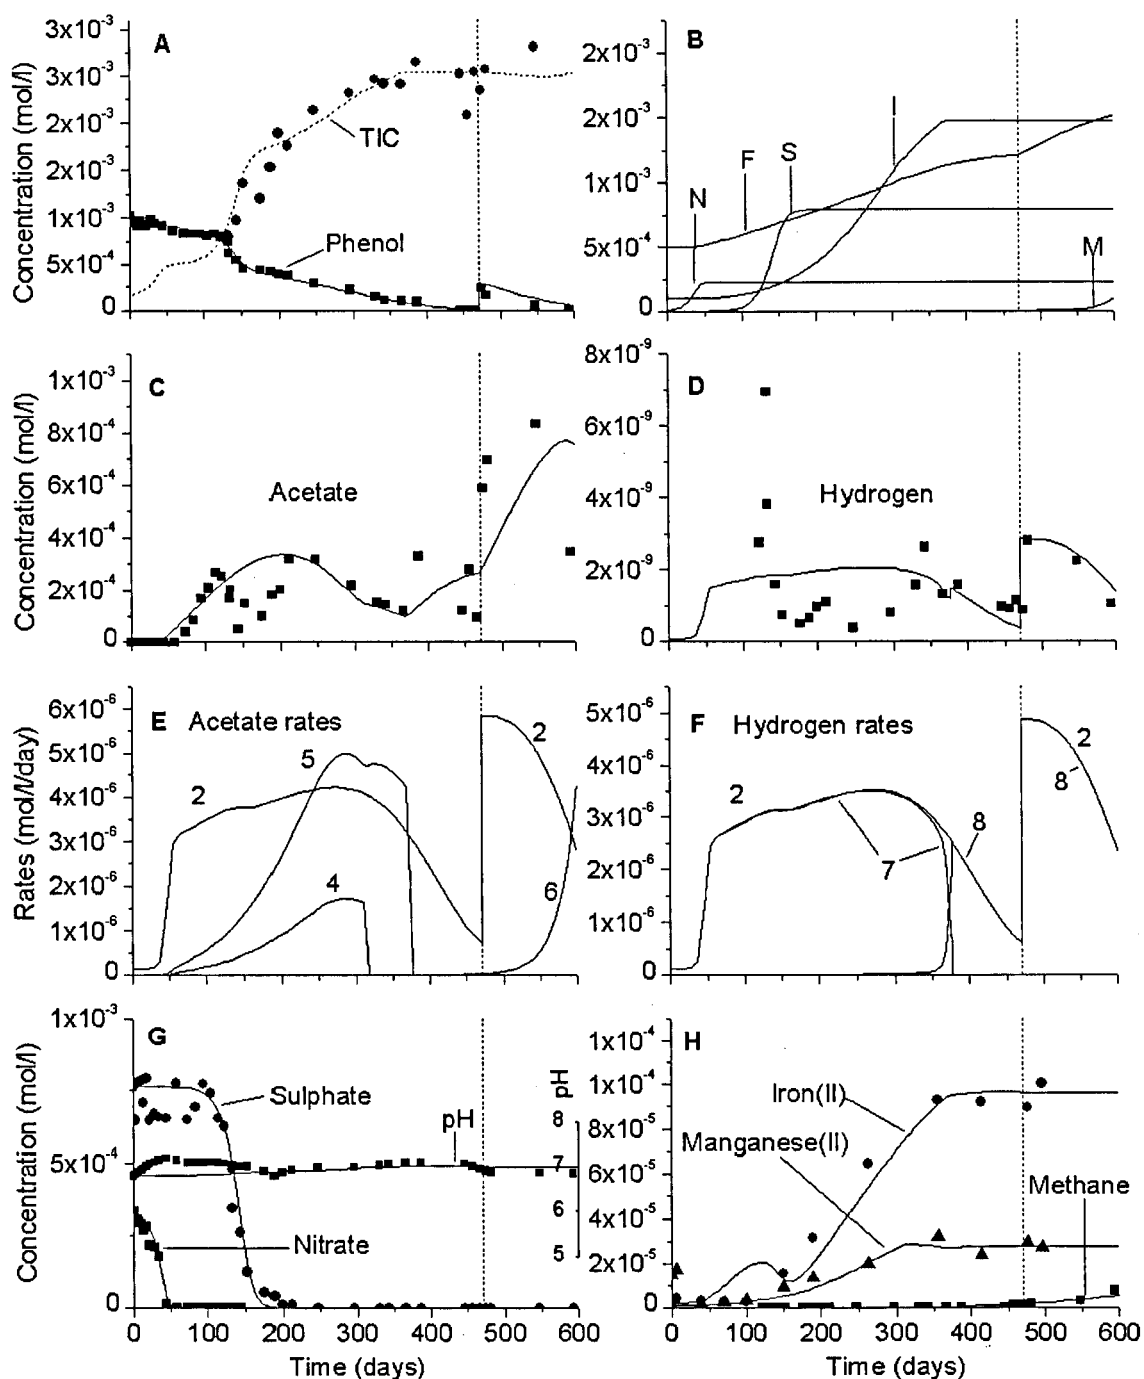 A
3x10-3
3x10-3
2x10-3
2x10-3
1x10-3
5x10-4
0
Concentration (mol/l)
TIC
Phenol
B
2x10-3
2x10-3
1x10-3
5x10-4
0
N
F
S
I
M
C
1x10-3
8x10-4
6x10-4
4x10-4
2x10-4
0
Concentration (mol/l)
Acetate
D
8x10-9
6x10-9
4x10-9
2x10-9
0
Hydrogen
E
Acetate rates
6x10-6
5x10-6
4x10-6
3x10-6
2x10-6
1x10-6
0
Rates (mol/l/day)
2
5
4
2
6
F
Hydrogen rates
5x10-6
4x10-6
3x10-6
2x10-6
1x10-6
0
2
7
8
2
8
G
1x10-3
5x10-4
0
Concentration (mol/l)
Sulphate
pH
Nitrate
pH
8
7
6
5
0 100 200 300 400 500 600
Time (days)
H
1x10-4
1x10-4
8x10-5
6x10-5
4x10-5
2x10-5
0
Iron(II)
Manganese(II)
Methane
0 100 200 300 400 500 600
Time (days)